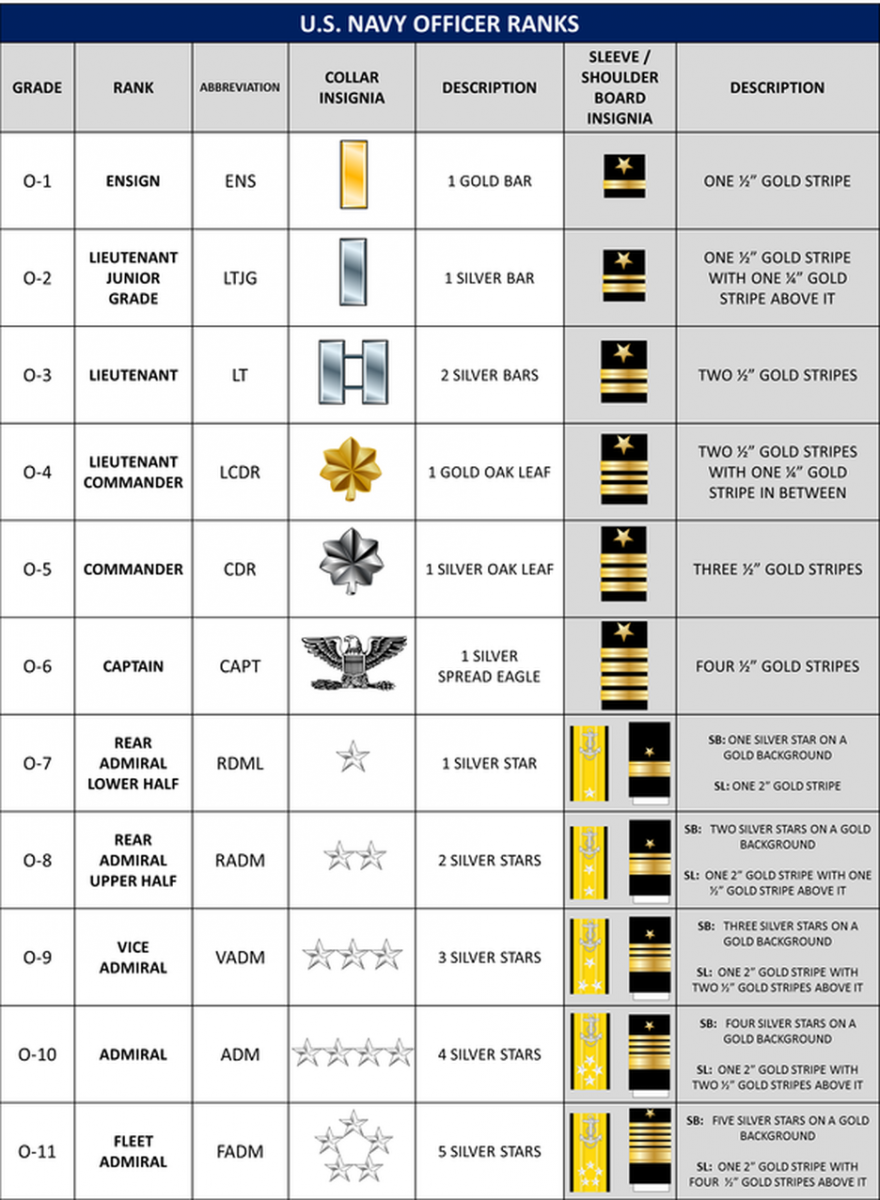 U.S. NAVY OFFICER RANKS
GRADE
RANK
ABBREVIATION
COLLAR
INSIGNIA
DESCRIPTION
SLEEVE /
SHOULDER
BOARD
INSIGNIA
DESCRIPTION
O-1
ENSIGN
ENS
1 GOLD BAR
ONE ½” GOLD STRIPE
O-2
LIEUTENANT
JUNIOR
GRADE
LTJG
1 SILVER BAR
ONE ½” GOLD STRIPE
WITH ONE ¼” GOLD
STRIPE ABOVE IT
O-3
LIEUTENANT
LT
2 SILVER BARS
TWO ½” GOLD STRIPES
O-4
LIEUTENANT
COMMANDER
LCDR
1 GOLD OAK LEAF
TWO ½” GOLD STRIPES
WITH ONE ¼” GOLD
STRIPE IN BETWEEN
O-5
COMMANDER
CDR
1 SILVER OAK LEAF
THREE ½” GOLD STRIPES
O-6
CAPTAIN
CAPT
1 SILVER
SPREAD EAGLE
FOUR ½” GOLD STRIPES
O-7
REAR
ADMIRAL
LOWER HALF
RDML
1 SILVER STAR
SB: ONE SILVER STAR ON A
GOLD BACKGROUND
SL: ONE 2” GOLD STRIPE
O-8
REAR
ADMIRAL
UPPER HALF
RADM
2 SILVER STARS
SB: TWO SILVER STARS ON A GOLD
BACKGROUND
SL: ONE 2” GOLD STRIPE WITH ONE
½” GOLD STRIPE ABOVE IT
O-9
VICE
ADMIRAL
VADM
3 SILVER STARS
SB: THREE SILVER STARS ON A
GOLD BACKGROUND
SL: ONE 2” GOLD STRIPE WITH
TWO ½” GOLD STRIPES ABOVE IT
O-10
ADMIRAL
ADM
4 SILVER STARS
SB: FOUR SILVER STARS ON A
GOLD BACKGROUND
SL: ONE 2” GOLD STRIPE WITH
TWO ½” GOLD STRIPES ABOVE IT
O-11
FLEET
ADMIRAL
FADM
5 SILVER STARS
SB: FIVE SILVER STARS ON A GOLD
BACKGROUND
SL: ONE 2” GOLD STRIPE WITH
FOUR ½” GOLD STRIPES ABOVE IT